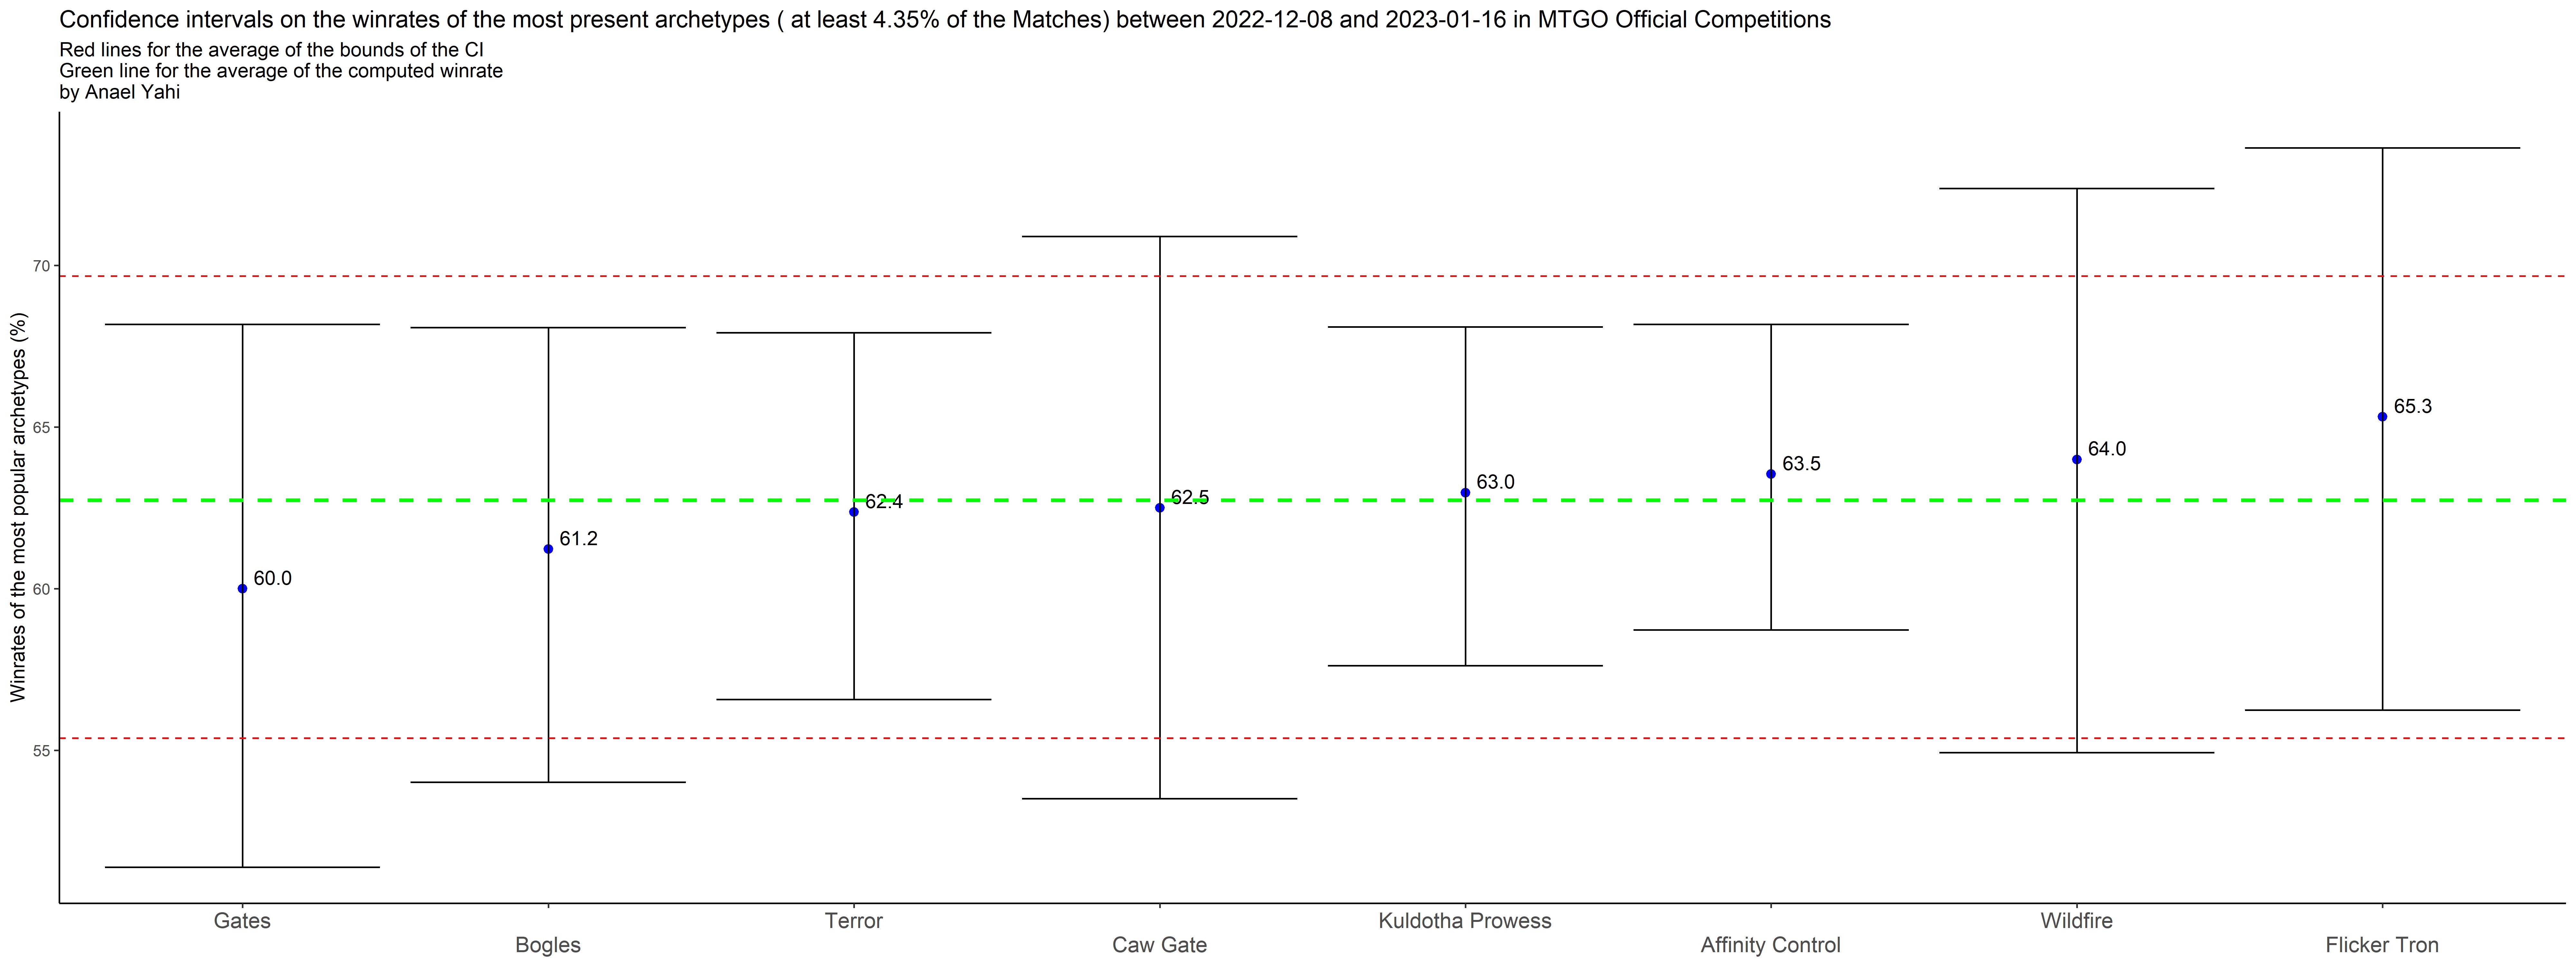 Confidence intervals on the winrates of the most present archetypes ( at least 4.35% of the Matches) between 2022-12-08 and 2023-01-16 in MTGO Official Competitions
Red lines for the average of the bounds of the CI
Green line for the average of the computed winrate
by Anael Yahi
Winrates of the most popular archetypes (%)
70
65
60
55
60.0
61.2
62.4
62.5
63.0
63.5
64.0
65.3
Gates
Bogles
Terror
Caw Gate
Kuldotha Prowess
Affinity Control
Wildfire
Flicker Tron